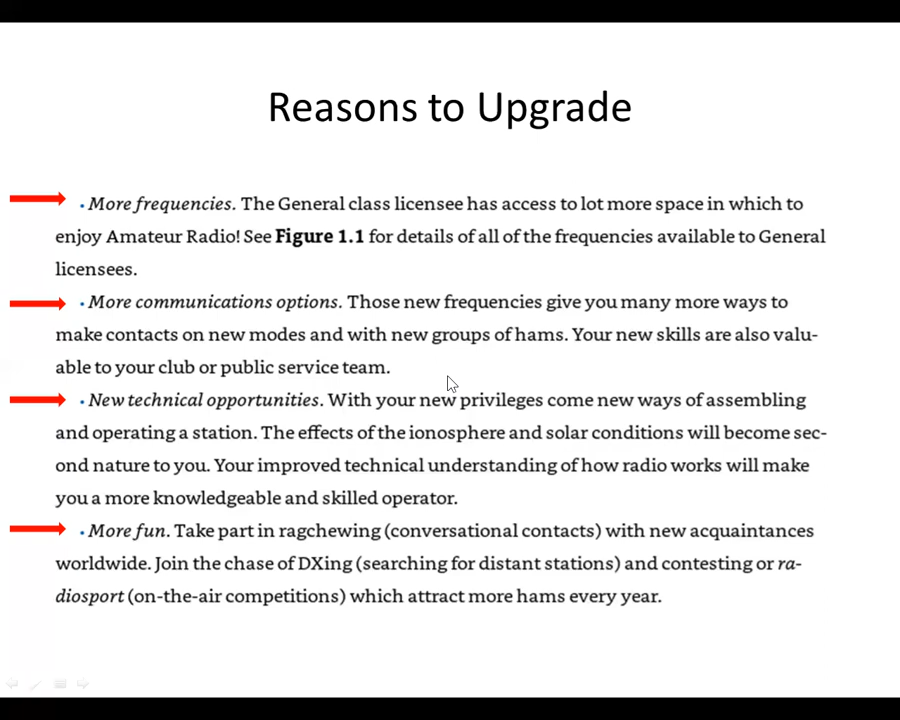 Reasons to Upgrade
• More frequencies. The General class licensee has access to lot more space in which to
enjoy Amateur Radio! See Figure 1.1 for details of all of the frequencies available to General
licensees.
• More communications options. Those new frequencies give you many more ways to
make contacts on new modes and with new groups of hams. Your new skills are also valu-
able to your club or public service team.
• New technical opportunities. With your new privileges come new ways of assembling
and operating a station. The effects of the ionosphere and solar conditions will become sec-
ond nature to you. Your improved technical understanding of how radio works will make
you a more knowledgeable and skilled operator.
• More fun. Take part in ragchewing (conversational contacts) with new acquaintances
worldwide. Join the chase of DXing (searching for distant stations) and contesting or ra-
diosport (on-the-air competitions) which attract more hams every year.